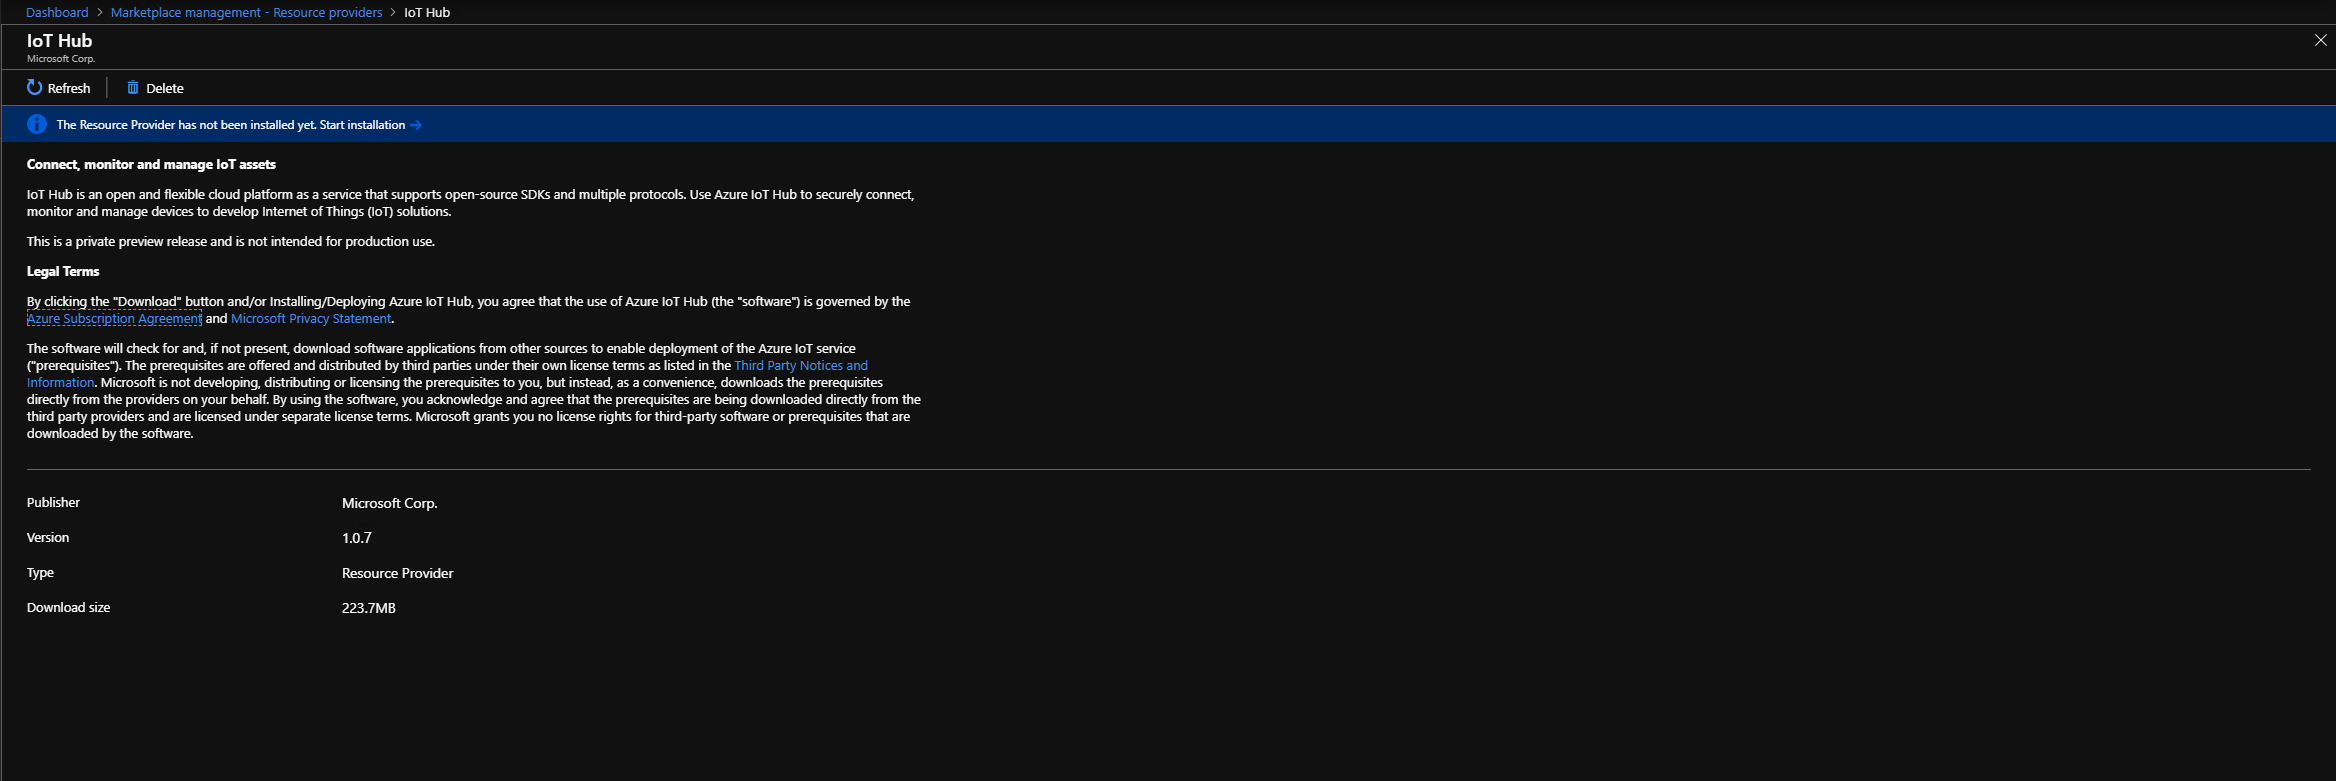 Dashboard > Marketplace management - Resource providers > IoT Hub
IoT Hub
Microsoft Corp.
Refresh Delete
The Resource Provider has not been installed yet. Start installation →
Connect, monitor and manage IoT assets
IoT Hub is an open and flexible cloud platform as a service that supports open-source SDKs and multiple protocols. Use Azure IoT Hub to securely connect,
monitor and manage devices to develop Internet of Things (IoT) solutions.
This is a private preview release and is not intended for production use.
Legal Terms
By clicking the "Download" button and/or Installing/Deploying Azure IoT Hub, you agree that the use of Azure IoT Hub (the "software") is governed by the
Azure Subscription Agreement and Microsoft Privacy Statement.
The software will check for and, if not present, download software applications from other sources to enable deployment of the Azure IoT service
("prerequisites"). The prerequisites are offered and distributed by third parties under their own license terms as listed in the Third Party Notices and
Information. Microsoft is not developing, distributing or licensing the prerequisites to you, but instead, as a convenience, downloads the prerequisites
directly from the providers on your behalf. By using the software, you acknowledge and agree that the prerequisites are being downloaded directly from the
third party providers and are licensed under separate license terms. Microsoft grants you no license rights for third-party software or prerequisites that are
downloaded by the software.
Publisher Microsoft Corp.
Version 1.0.7
Type Resource Provider
Download size 223.7MB